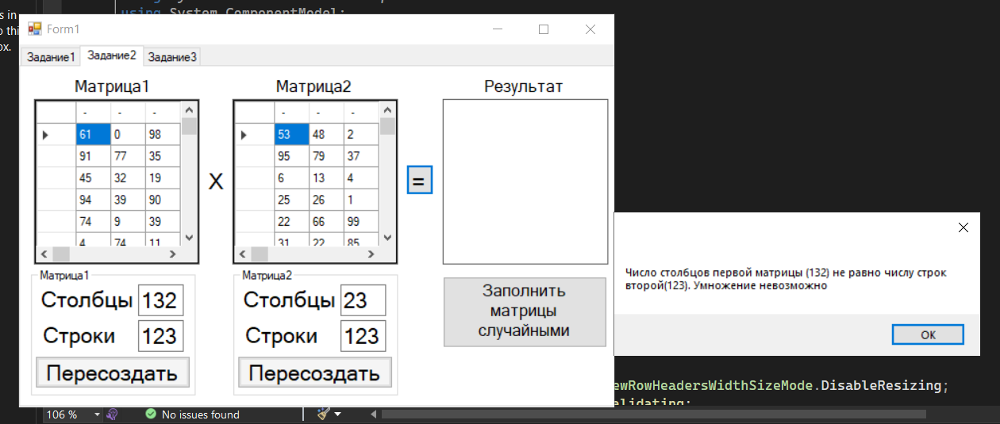 s in
using System.ComponentModel;
Form1
Задание1 Задание2 Задание3
Матрица1 Матрица2 Результат
- - - - - -
61 0 98 53 48 2
91 77 35 95 79 37
45 32 19 X 6 13 4 =
94 39 90 25 26 1
74 9 39 22 66 99
4 74 11 31 22 85
Матрица1 Матрица2
Столбцы 132 Столбцы 23
Строки 123 Строки 123
Пересоздать Пересоздать
Заполнить
матрицы
случайными
Число столбцов первой матрицы (132) не равно числу строк
второй(123). Умножение невозможно
OK
ewRowHeadersWidthSizeMode.DisableResizing;
106 % No issues found